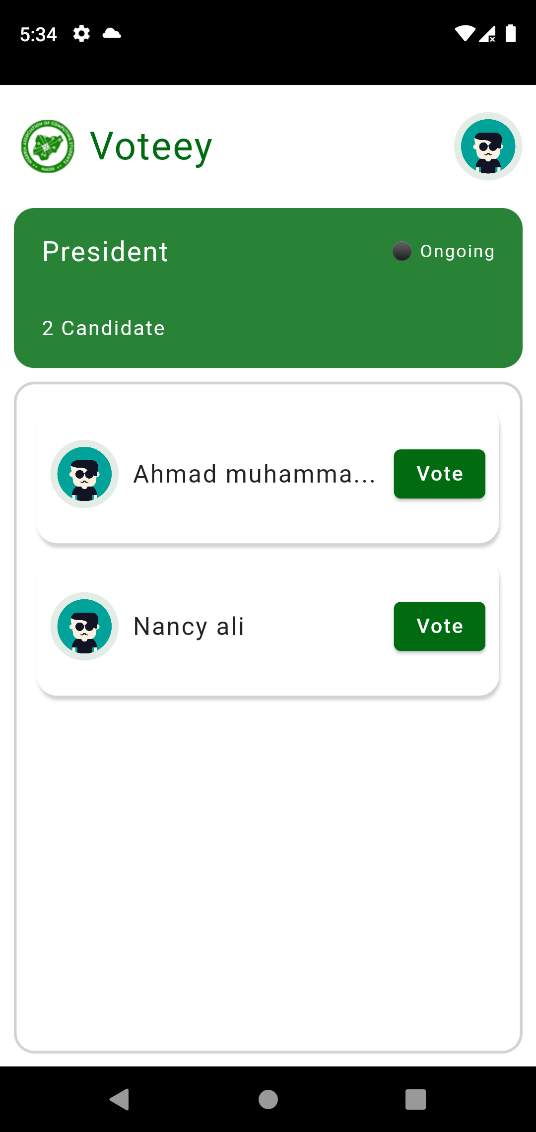 5:34
Voteey
President
Ongoing
2 Candidate
Ahmad muhamma...
Vote
Nancy ali
Vote